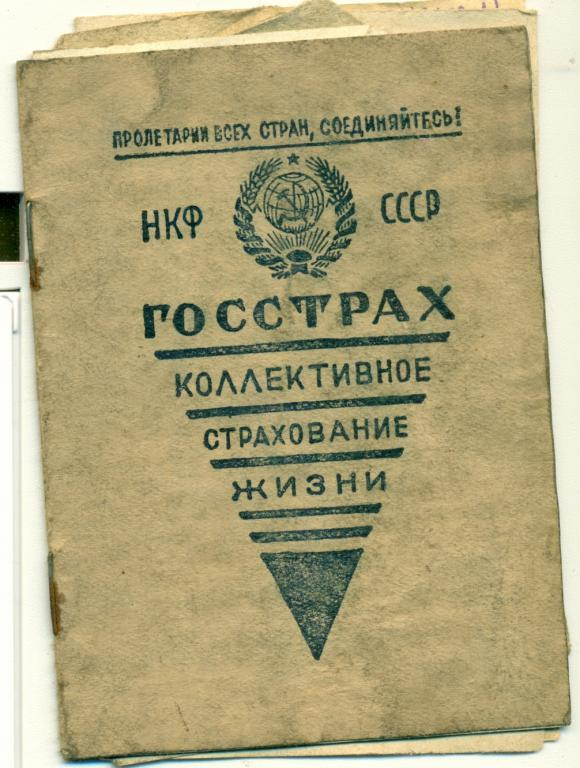 ПРОЛЕТАРИИ ВСЕХ СТРАН, СОЕДИНЯЙТЕСЬ!
НКФ СССР
ГОССТРАХ
КОЛЛЕКТИВНОЕ
СТРАХОВАНИЕ
ЖИЗНИ